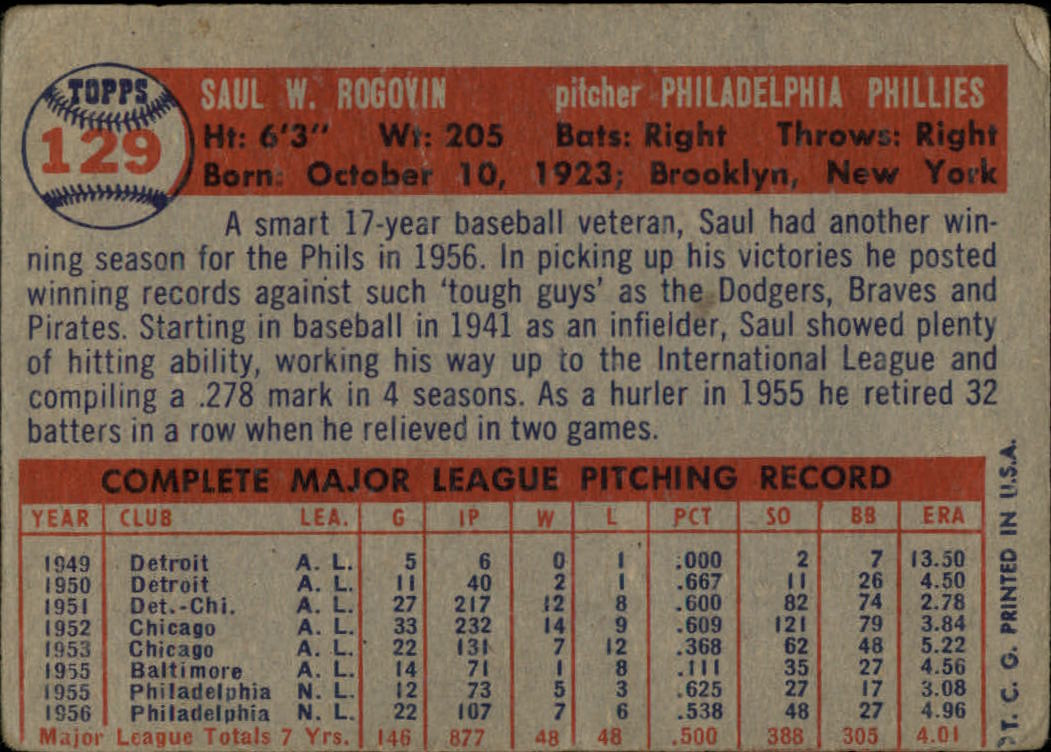 TOPPS
129
SAUL W. ROGOVIN pitcher PHILADELPHIA PHILLIES
Ht: 6'3" Wt: 205 Bats: Right Throws: Right
Born: October 10, 1923; Brooklyn, New York
A smart 17-year baseball veteran, Saul had another win-
ning season for the Phils in 1956. In picking up his victories he posted
winning records against such 'tough guys' as the Dodgers, Braves and
Pirates. Starting in baseball in 1941 as an infielder, Saul showed plenty
of hitting ability, working his way up to the International League and
compiling a .278 mark in 4 seasons. As a hurler in 1955 he retired 32
batters in a row when he relieved in two games.
COMPLETE MAJOR LEAGUE PITCHING RECORD
YEAR CLUB LEA. G IP W L PCT SO BB ERA
1949 Detroit A. L. 5 6 0 1 .000 2 7 13.50
1950 Detroit A. L. 11 40 2 1 .667 11 26 4.50
1951 Det.-Chi. A. L. 27 217 12 8 .600 82 74 2.78
1952 Chicago A. L. 33 232 14 9 .609 121 79 3.84
1953 Chicago A. L. 22 131 7 12 .368 62 48 5.22
1955 Baltimore A. L. 14 71 1 8 .111 35 27 4.56
1955 Philadelphia N. L. 12 73 5 3 .625 27 17 3.08
1956 Philadelphia N. L. 22 107 7 6 .538 48 27 4.96
Major League Totals 7 Yrs. 146 877 48 48 .500 388 305 4.01
T. C. G. PRINTED IN U.S.A.